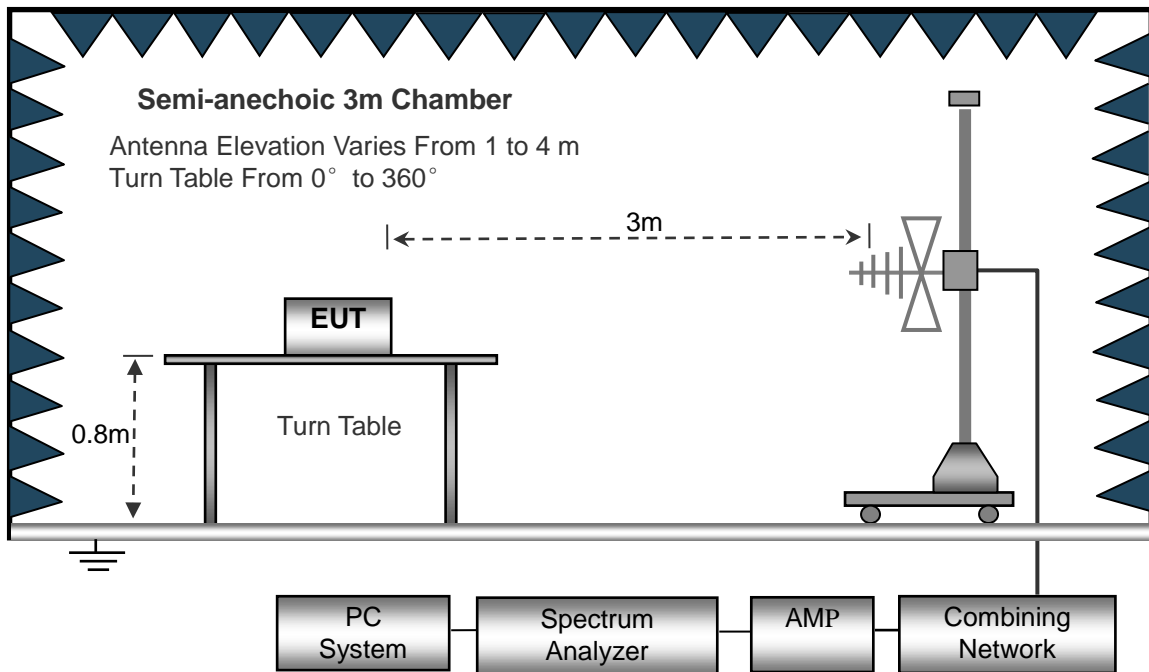 Semi-anechoic 3m Chamber
Antenna Elevation Varies From 1 to 4 m
Turn Table From 0° to 360°
3m
EUT
0.8m
Turn Table
PC
System
Spectrum
Analyzer
AMP
Combining
Network